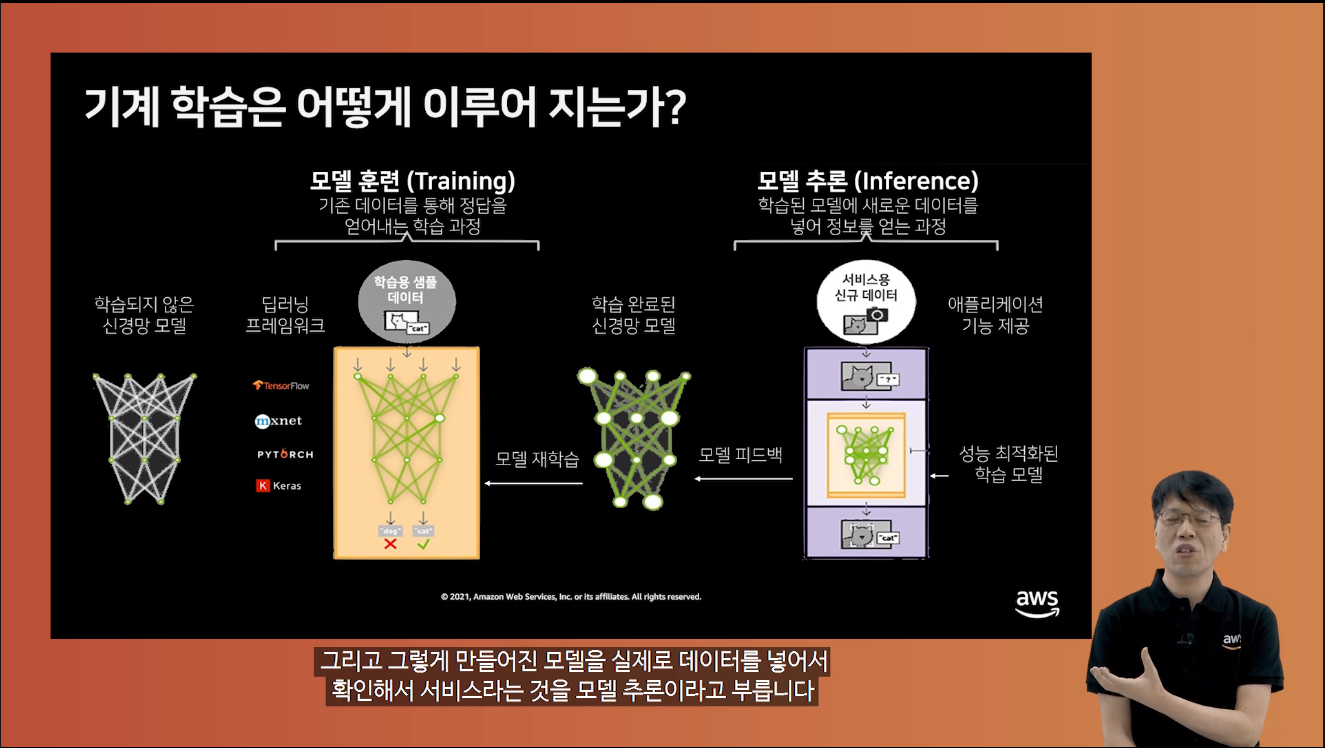 기계 학습은 어떻게 이루어 지는가?
모델 훈련 (Training)
기존 데이터를 통해 정답을
얻어내는 학습 과정
모델 추론 (Inference)
학습된 모델에 새로운 데이터를
넣어 정보를 얻는 과정
학습되지 않은
신경망 모델
딥러닝
프레임워크
TensorFlow
mxnet
PYTORCH
K Keras
학습용 샘플
데이터
"cat"
"dog"
"cat"
모델 재학습
학습 완료된
신경망 모델
모델 피드백
서비스용
신규 데이터
"?"
"cat"
애플리케이션
기능 제공
성능 최적화된
학습 모델
© 2021, Amazon Web Services, Inc. or its affiliates. All rights reserved.
aws
aws
그리고 그렇게 만들어진 모델을 실제로 데이터를 넣어서
확인해서 서비스라는 것을 모델 추론이라고 부릅니다